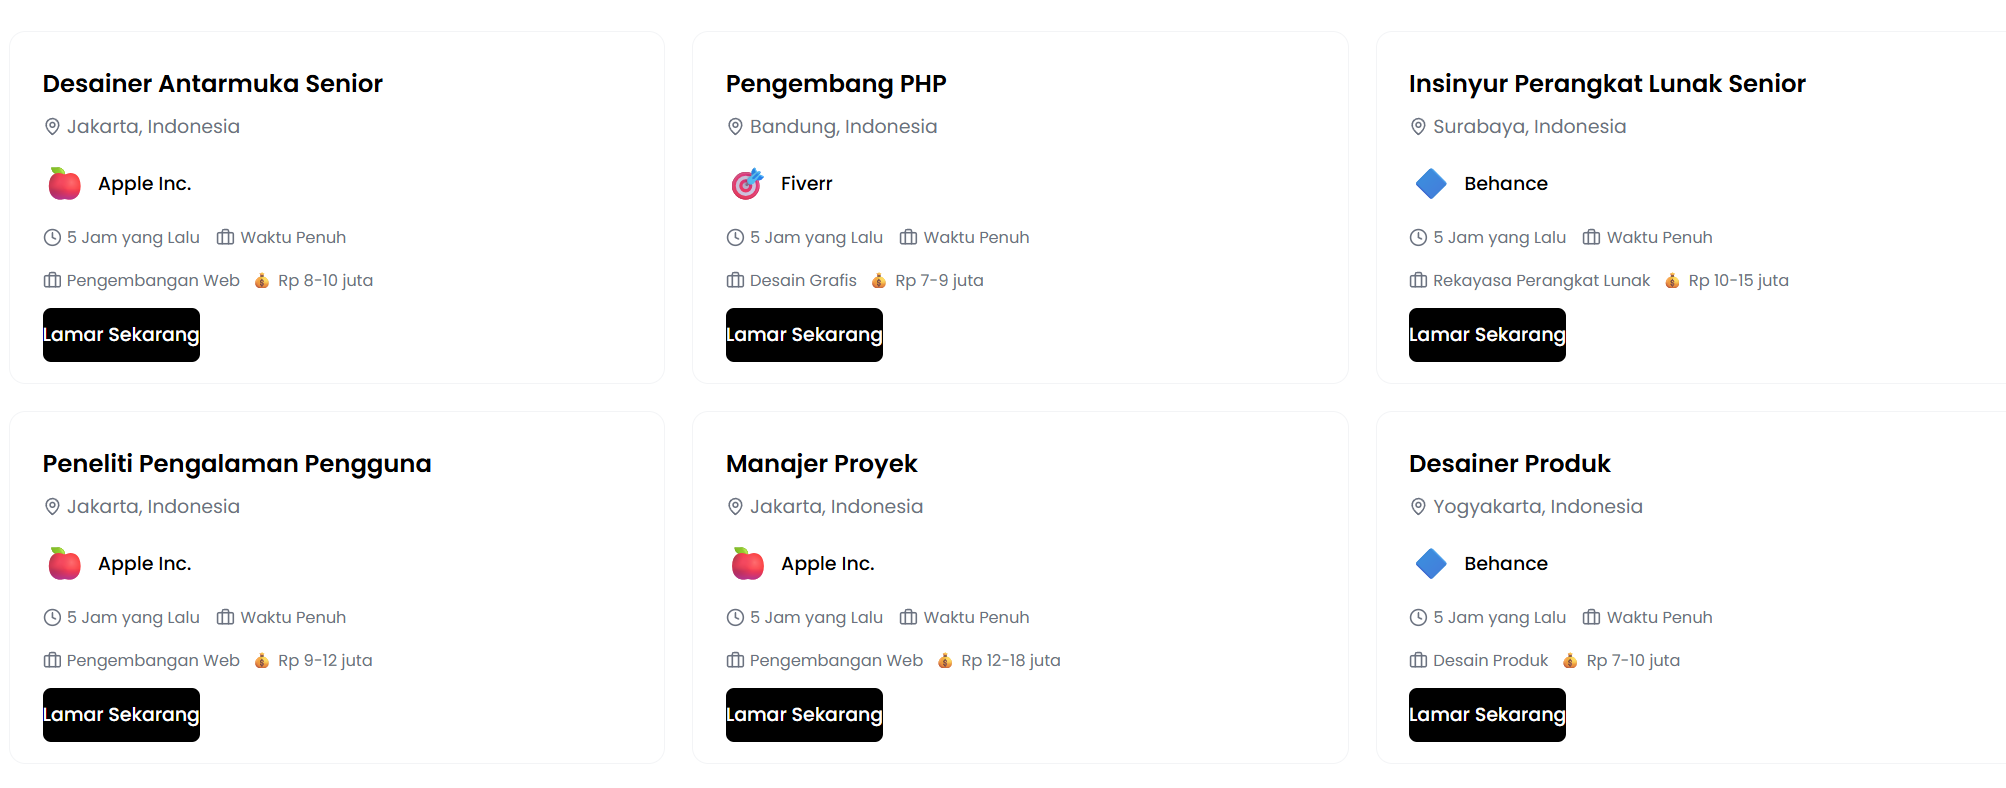 Desainer Antarmuka Senior
Jakarta, Indonesia
Apple Inc.
5 Jam yang Lalu Waktu Penuh
Pengembangan Web Rp 8-10 juta
Lamar Sekarang
Pengembang PHP
Bandung, Indonesia
Fiverr
5 Jam yang Lalu Waktu Penuh
Desain Grafis Rp 7-9 juta
Lamar Sekarang
Insinyur Perangkat Lunak Senior
Surabaya, Indonesia
Behance
5 Jam yang Lalu Waktu Penuh
Rekayasa Perangkat Lunak Rp 10-15 juta
Lamar Sekarang
Peneliti Pengalaman Pengguna
Jakarta, Indonesia
Apple Inc.
5 Jam yang Lalu Waktu Penuh
Pengembangan Web Rp 9-12 juta
Lamar Sekarang
Manajer Proyek
Jakarta, Indonesia
Apple Inc.
5 Jam yang Lalu Waktu Penuh
Pengembangan Web Rp 12-18 juta
Lamar Sekarang
Desainer Produk
Yogyakarta, Indonesia
Behance
5 Jam yang Lalu Waktu Penuh
Desain Produk Rp 7-10 juta
Lamar Sekarang